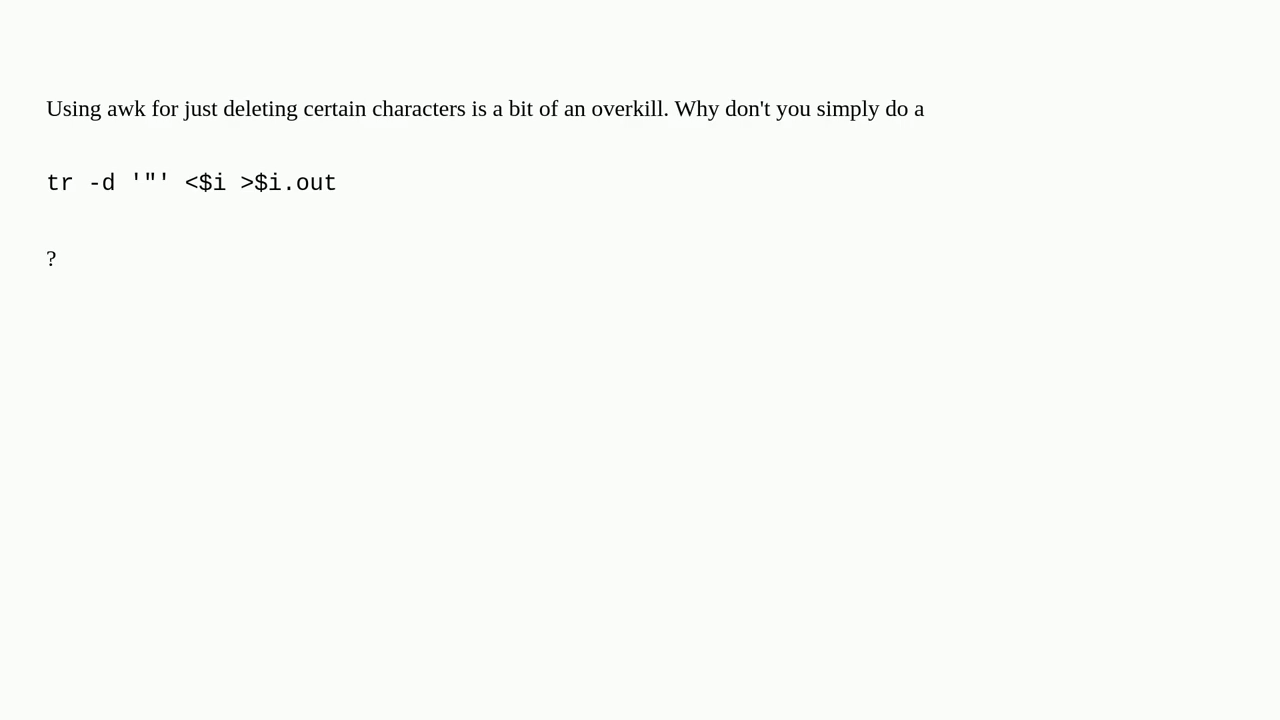 Using awk for just deleting certain characters is a bit of an overkill. Why don't you simply do a
tr -d '"' <$i >$i.out
?